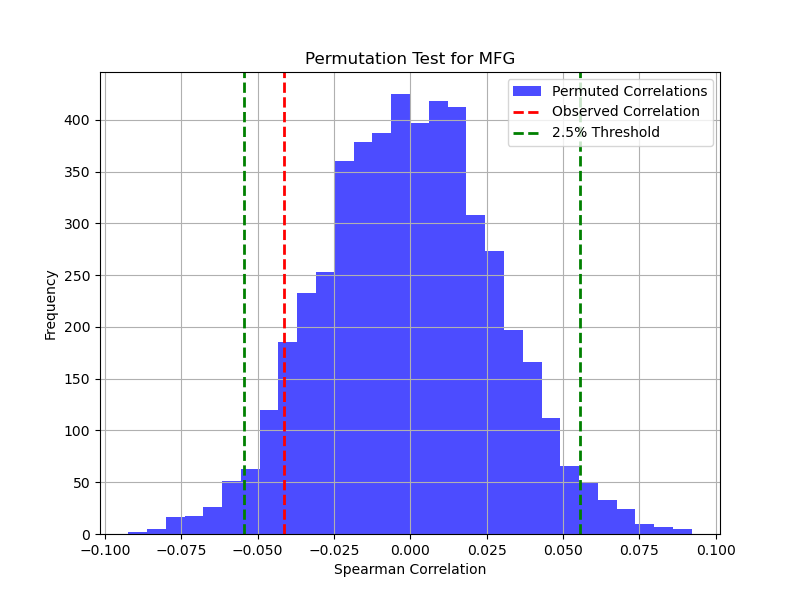 Permutation Test for MFG
Permuted Correlations
Observed Correlation
2.5% Threshold
400
350
300
250
200
150
100
50
0
Frequency
−0.100 −0.075 −0.050 −0.025 0.000 0.025 0.050 0.075 0.100
Spearman Correlation